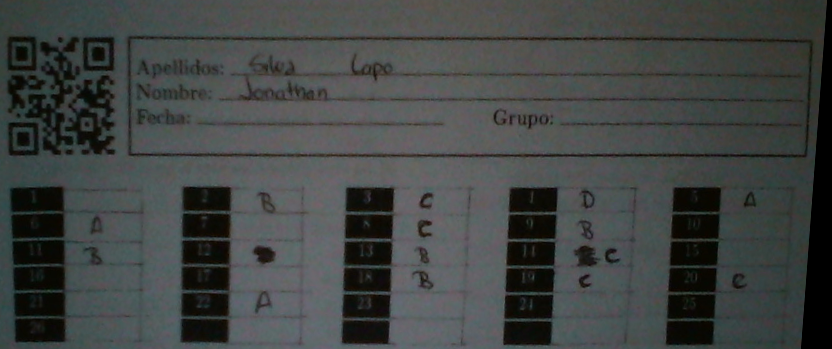 Apellidos: Silva Lopo
Nombre: Jonathan
Fecha: Grupo:
1 2 B 3 C 4 D 5 A
6 A 7 8 C 9 B 10
11 B 12 13 B 14 C 15
16 17 18 B 19 C 20 C
21 22 A 23 24 25
26